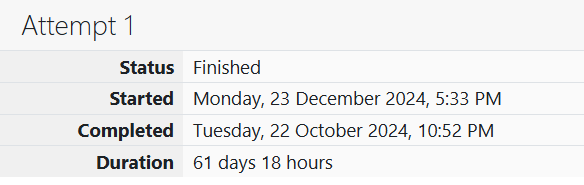 Attempt 1
Status Finished
Started Monday, 23 December 2024, 5:33 PM
Completed Tuesday, 22 October 2024, 10:52 PM
Duration 61 days 18 hours